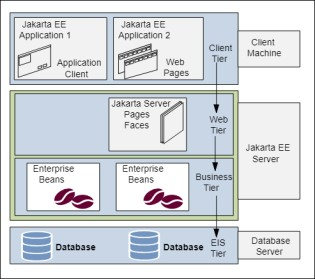 Jakarta EE
Application 1
Application
Client
Jakarta EE
Application 2
Web
Pages
Client
Tier
Client
Machine
Jakarta Server
Pages
Faces
Web
Tier
Jakarta EE
Server
Enterprise
Beans
Enterprise
Beans
Business
Tier
Database
Database
EIS
Tier
Database
Server